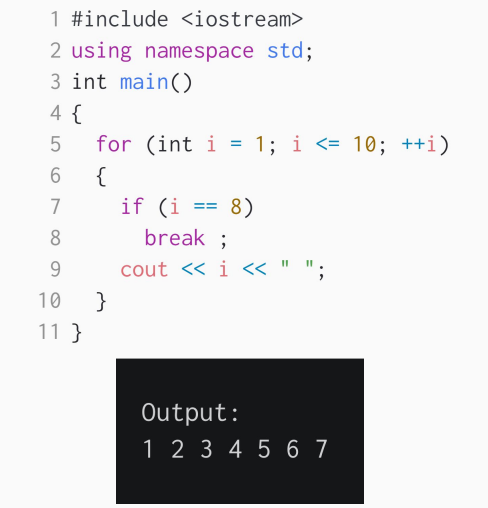 1 #include <iostream>
2 using namespace std;
3 int main()
4 {
5   for (int i = 1; i <= 10; ++i)
6   {
7     if (i == 8)
8       break ;
9     cout << i << " ";
10   }
11 }
Output:
1 2 3 4 5 6 7